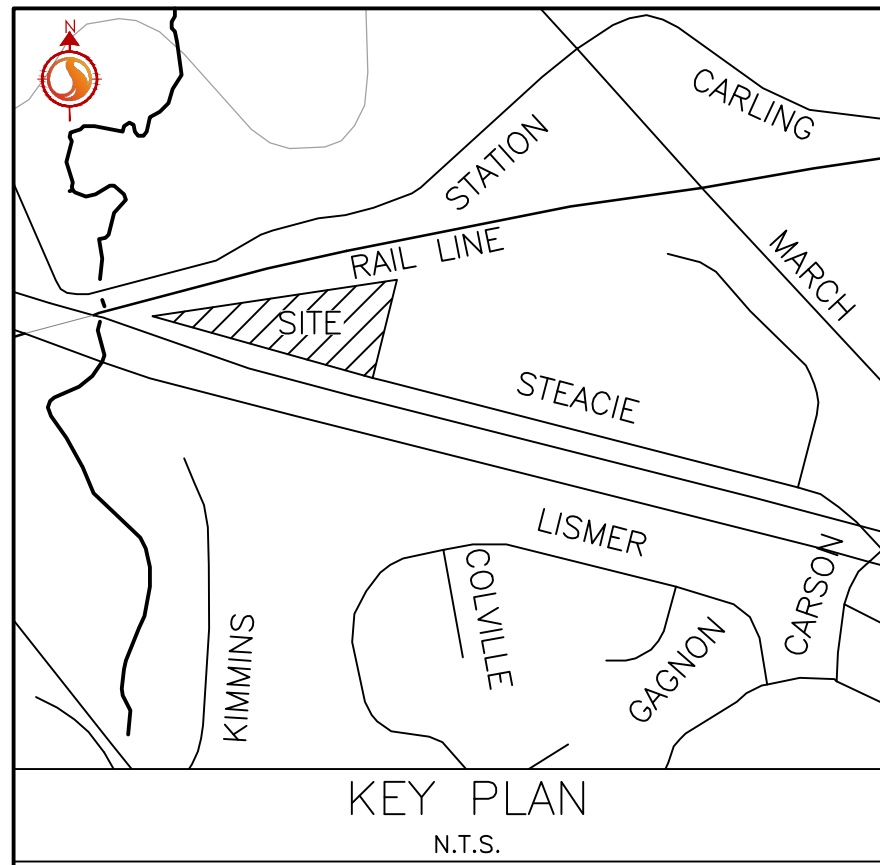 N
CARLING
STATION
MARCH
RAIL LINE
SITE
STEACIE
LISMER
CARSON
COLVILLE
GAGNON
KIMMINS
KEY PLAN
N.T.S.